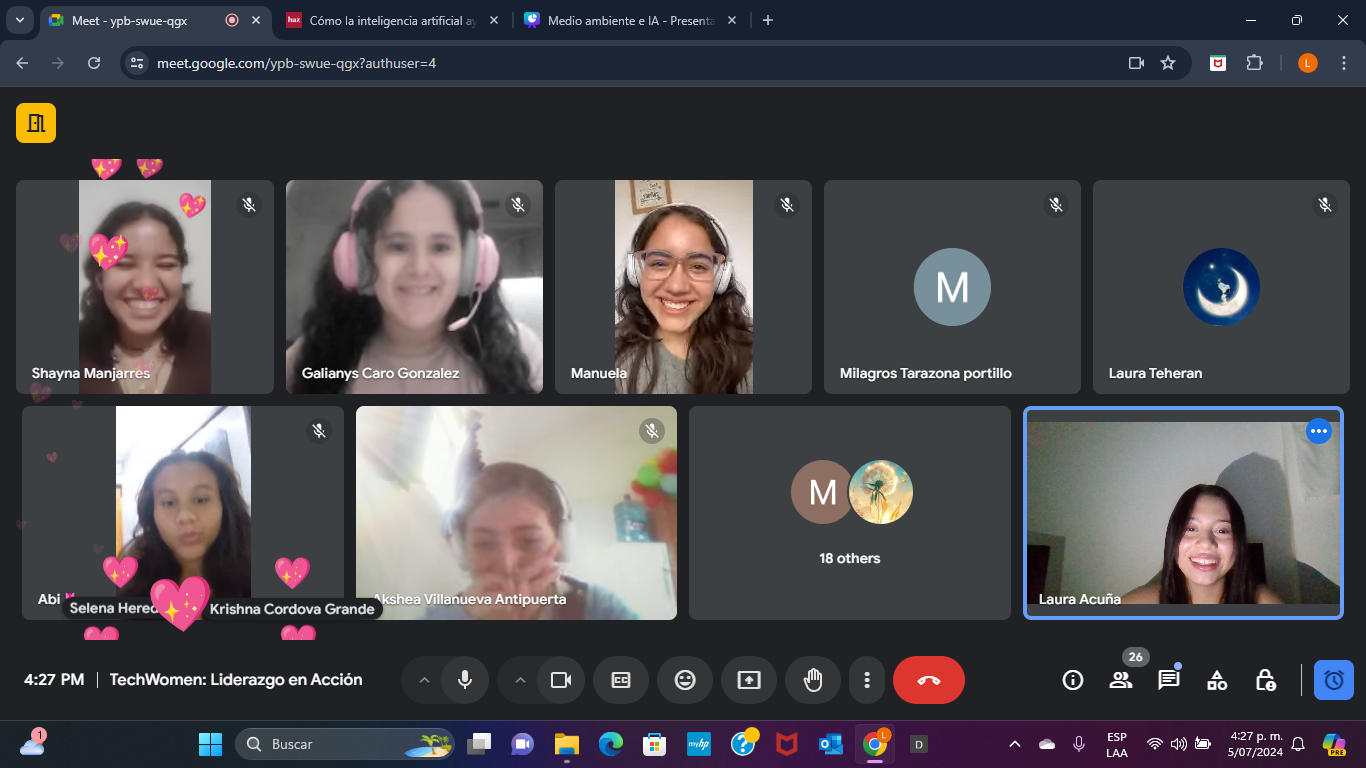 Meet - ypb-swue-qgx
haz
Cómo la inteligencia artificial ay
Medio ambiente e IA - Presenta
meet.google.com/ypb-swue-qgx?authuser=4
L
Shayna Manjarres
Galianys Caro Gonzalez
Manuela
M
Milagros Tarazona portillo
Laura Teheran
Abi
Selena Hered
Krishna Cordova Grande
Akshea Villanueva Antipuerta
M
18 others
Laura Acuña
4:27 PM | TechWomen: Liderazgo en Acción
26
1
Buscar
myhp
L
D
ESP
LAA
4:27 p. m.
5/07/2024
PRE